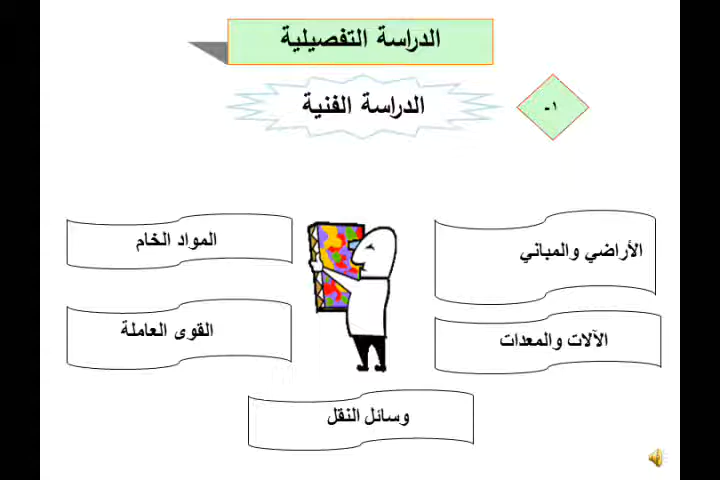 الدراسة التفصيلية
١-
الدراسة الفنية
الأراضي والمباني
المواد الخام
الآلات والمعدات
القوى العاملة
وسائل النقل